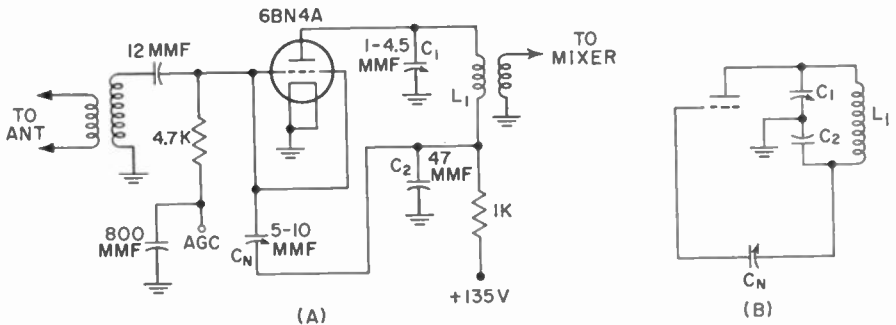 6BN4A
12 MMF
1-4.5
MMF
C1
TO
MIXER
TO
ANT
4.7K
L1
C2
47
MMF
800
MMF
AGC
5-10
MMF
CN
1K
+135V
(A)
C1
C2
L1
CN
(B)